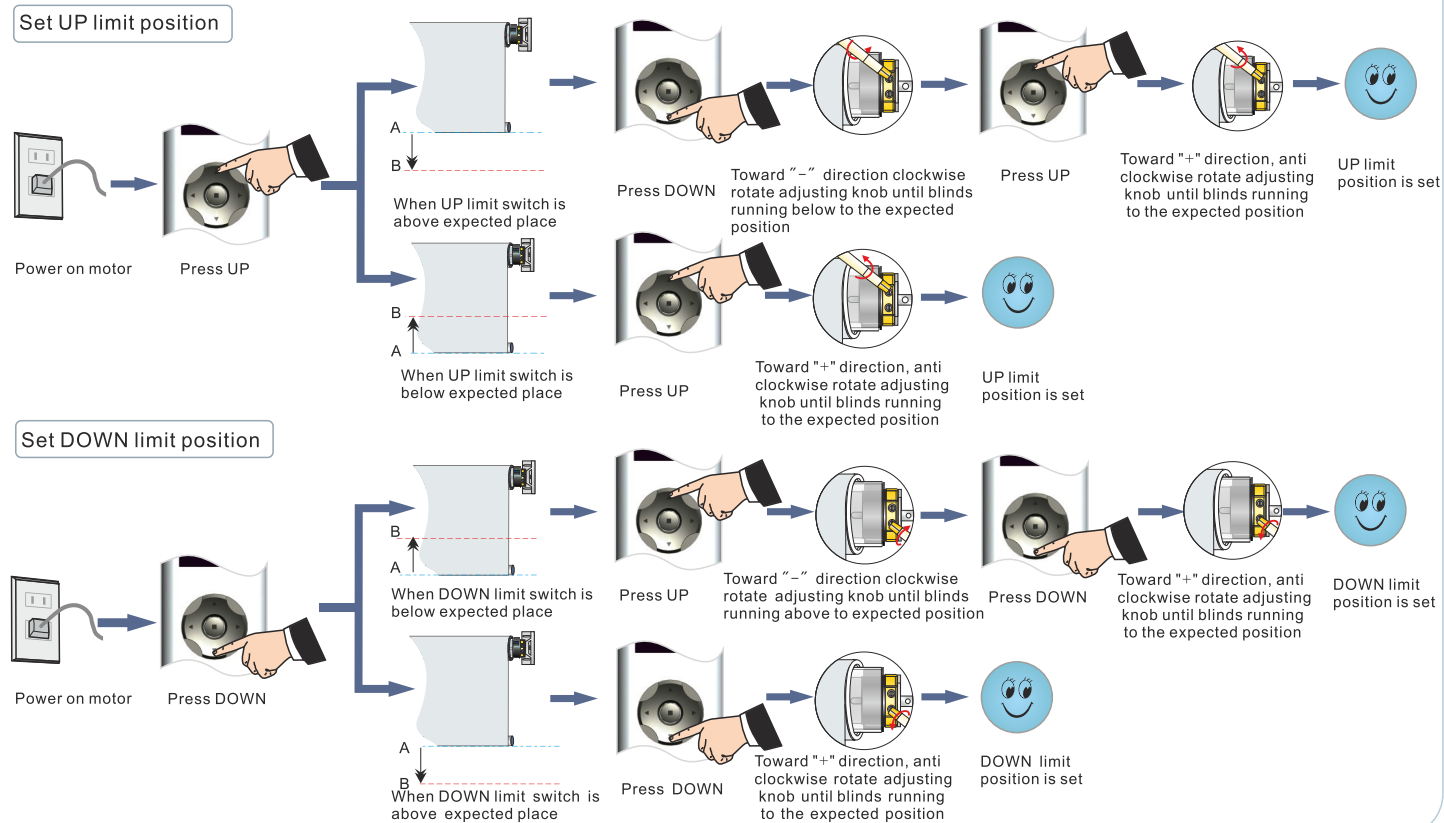 Set UP limit position
Power on motor
Press UP
A
B
When UP limit switch is
above expected place
Press DOWN
Toward "-" direction clockwise
rotate adjusting knob until blinds
running below to the expected
position
Press UP
Toward "+" direction, anti
clockwise rotate adjusting
knob until blinds running
to the expected position
UP limit
position is set
B
A
When UP limit switch is
below expected place
Press UP
Toward "+" direction, anti
clockwise rotate adjusting
knob until blinds running
to the expected position
UP limit
position is set
Set DOWN limit position
Power on motor
Press DOWN
B
A
When DOWN limit switch is
below expected place
Press UP
Toward "-" direction clockwise
rotate adjusting knob until blinds
running above to expected position
Press DOWN
Toward "+" direction, anti
clockwise rotate adjusting
knob until blinds running
to the expected position
DOWN limit
position is set
A
B
When DOWN limit switch is
above expected place
Press DOWN
Toward "+" direction, anti
clockwise rotate adjusting
knob until blinds running
to the expected position
DOWN limit
position is set